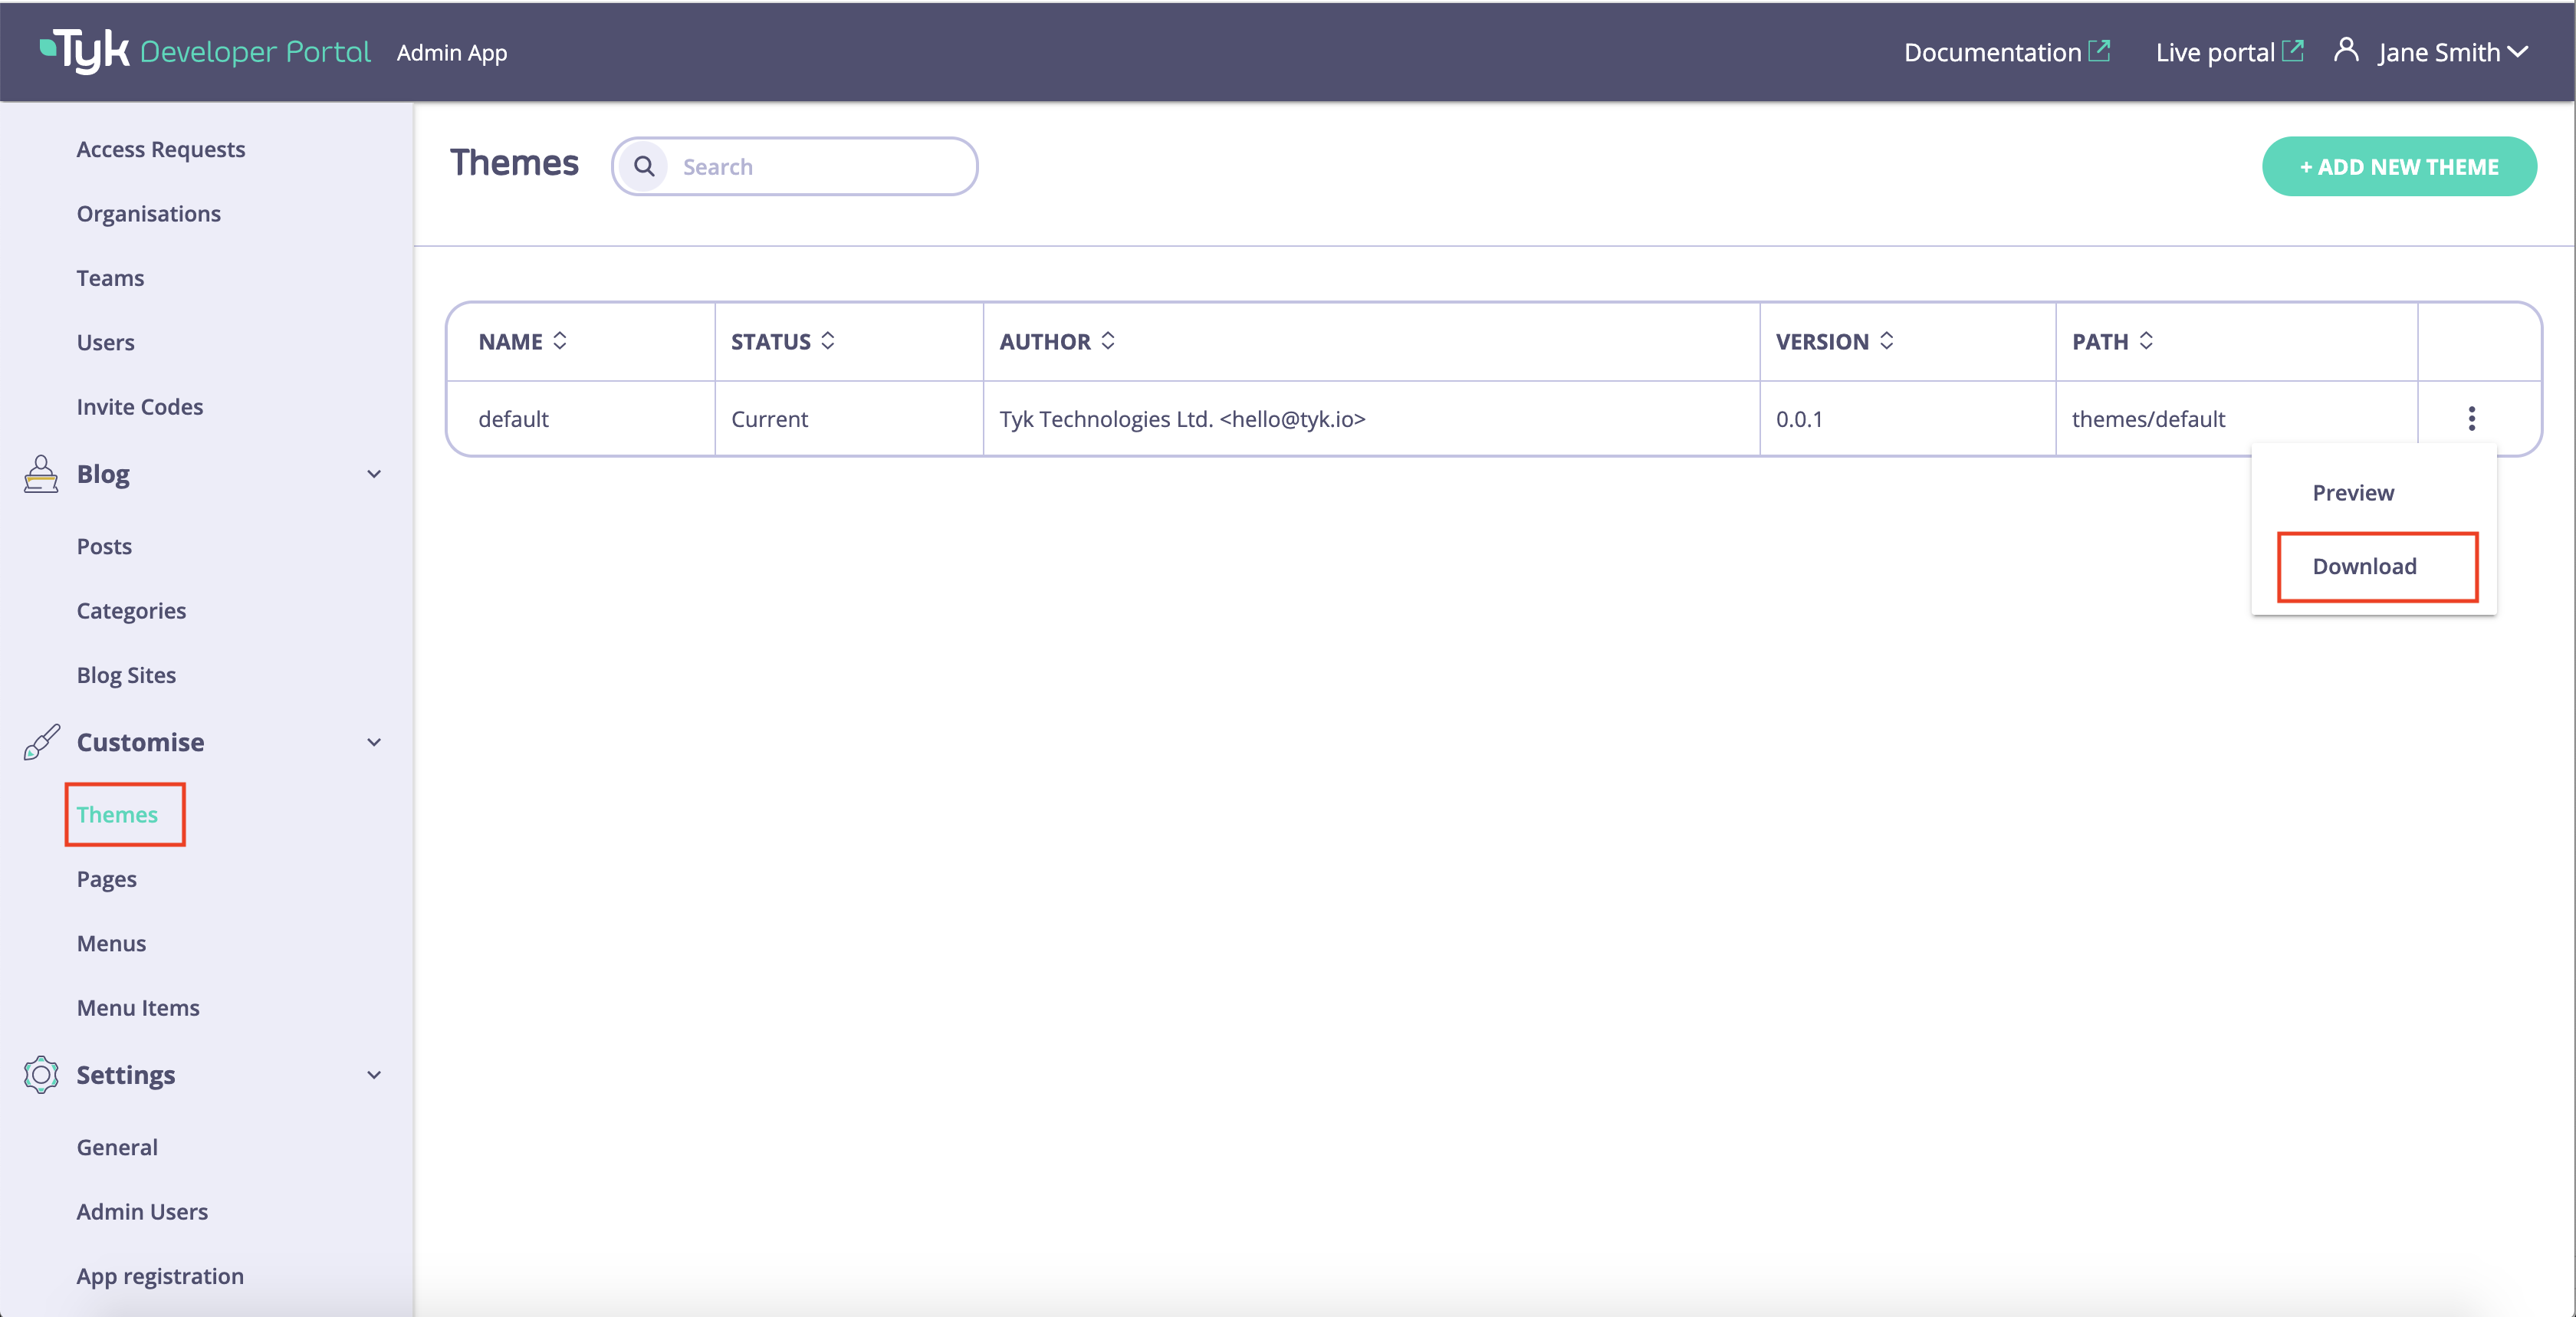 Tyk Developer Portal Admin App Documentation Live portal Jane Smith
Access Requests
Organisations
Teams
Users
Invite Codes
Blog
Posts
Categories
Blog Sites
Customise
Themes
Pages
Menus
Menu Items
Settings
General
Admin Users
App registration
Themes Search + ADD NEW THEME
NAME STATUS AUTHOR VERSION PATH
default Current Tyk Technologies Ltd. <hello@tyk.io> 0.0.1 themes/default
Preview
Download